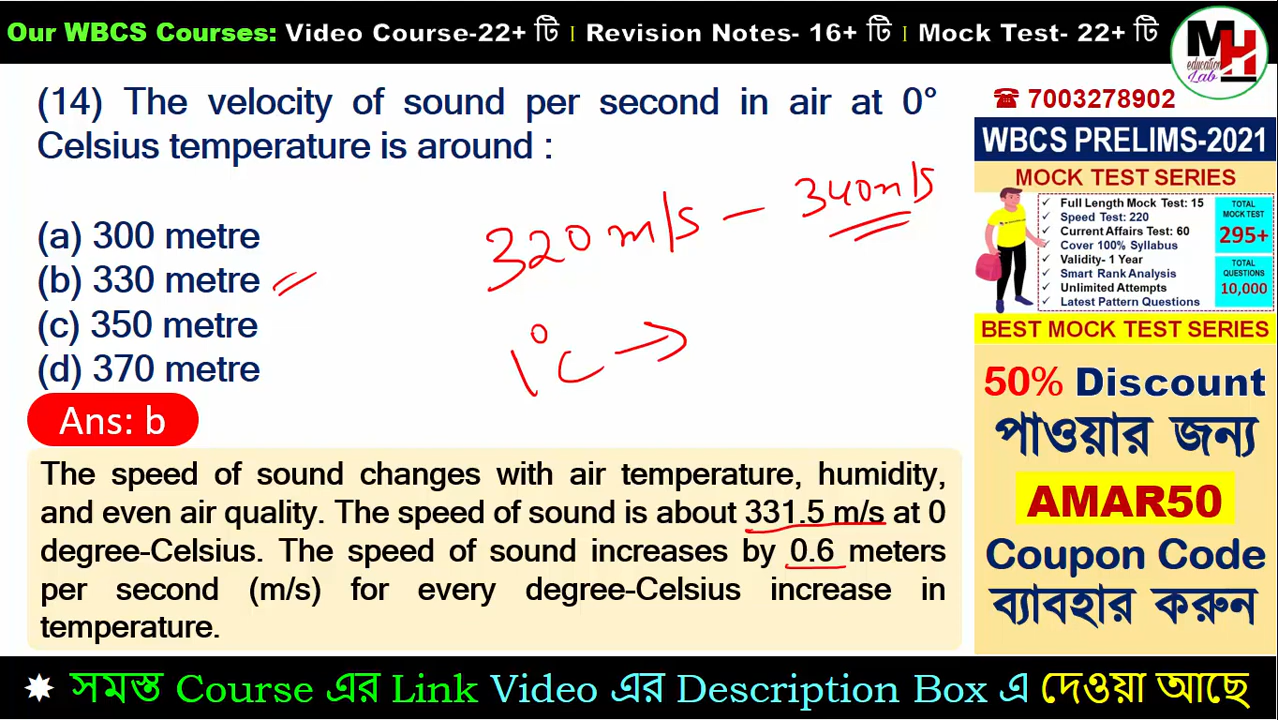 Our WBCS Courses: Video Course-22+ টি | Revision Notes- 16+ টি | Mock Test- 22+ টি
MH
education
Lab
(14) The velocity of sound per second in air at 0°
Celsius temperature is around :
320 m/s – 340m/s
(a) 300 metre
(b) 330 metre
(c) 350 metre
(d) 370 metre
1°C →
Ans: b
The speed of sound changes with air temperature, humidity,
and even air quality. The speed of sound is about 331.5 m/s at 0
degree-Celsius. The speed of sound increases by 0.6 meters
per second (m/s) for every degree-Celsius increase in
temperature.
☎ 7003278902
WBCS PRELIMS-2021
MOCK TEST SERIES
✓ Full Length Mock Test: 15
✓ Speed Test: 220
✓ Current Affairs Test: 60
✓ Cover 100% Syllabus
✓ Validity- 1 Year
✓ Smart Rank Analysis
✓ Unlimited Attempts
✓ Latest Pattern Questions
TOTAL
MOCK TEST
295+
TOTAL
QUESTIONS
10,000
BEST MOCK TEST SERIES
50% Discount
পাওয়ার জন্য
AMAR50
Coupon Code
ব্যাবহার করুন
✸ সমস্ত Course এর Link Video এর Description Box এ দেওয়া আছে